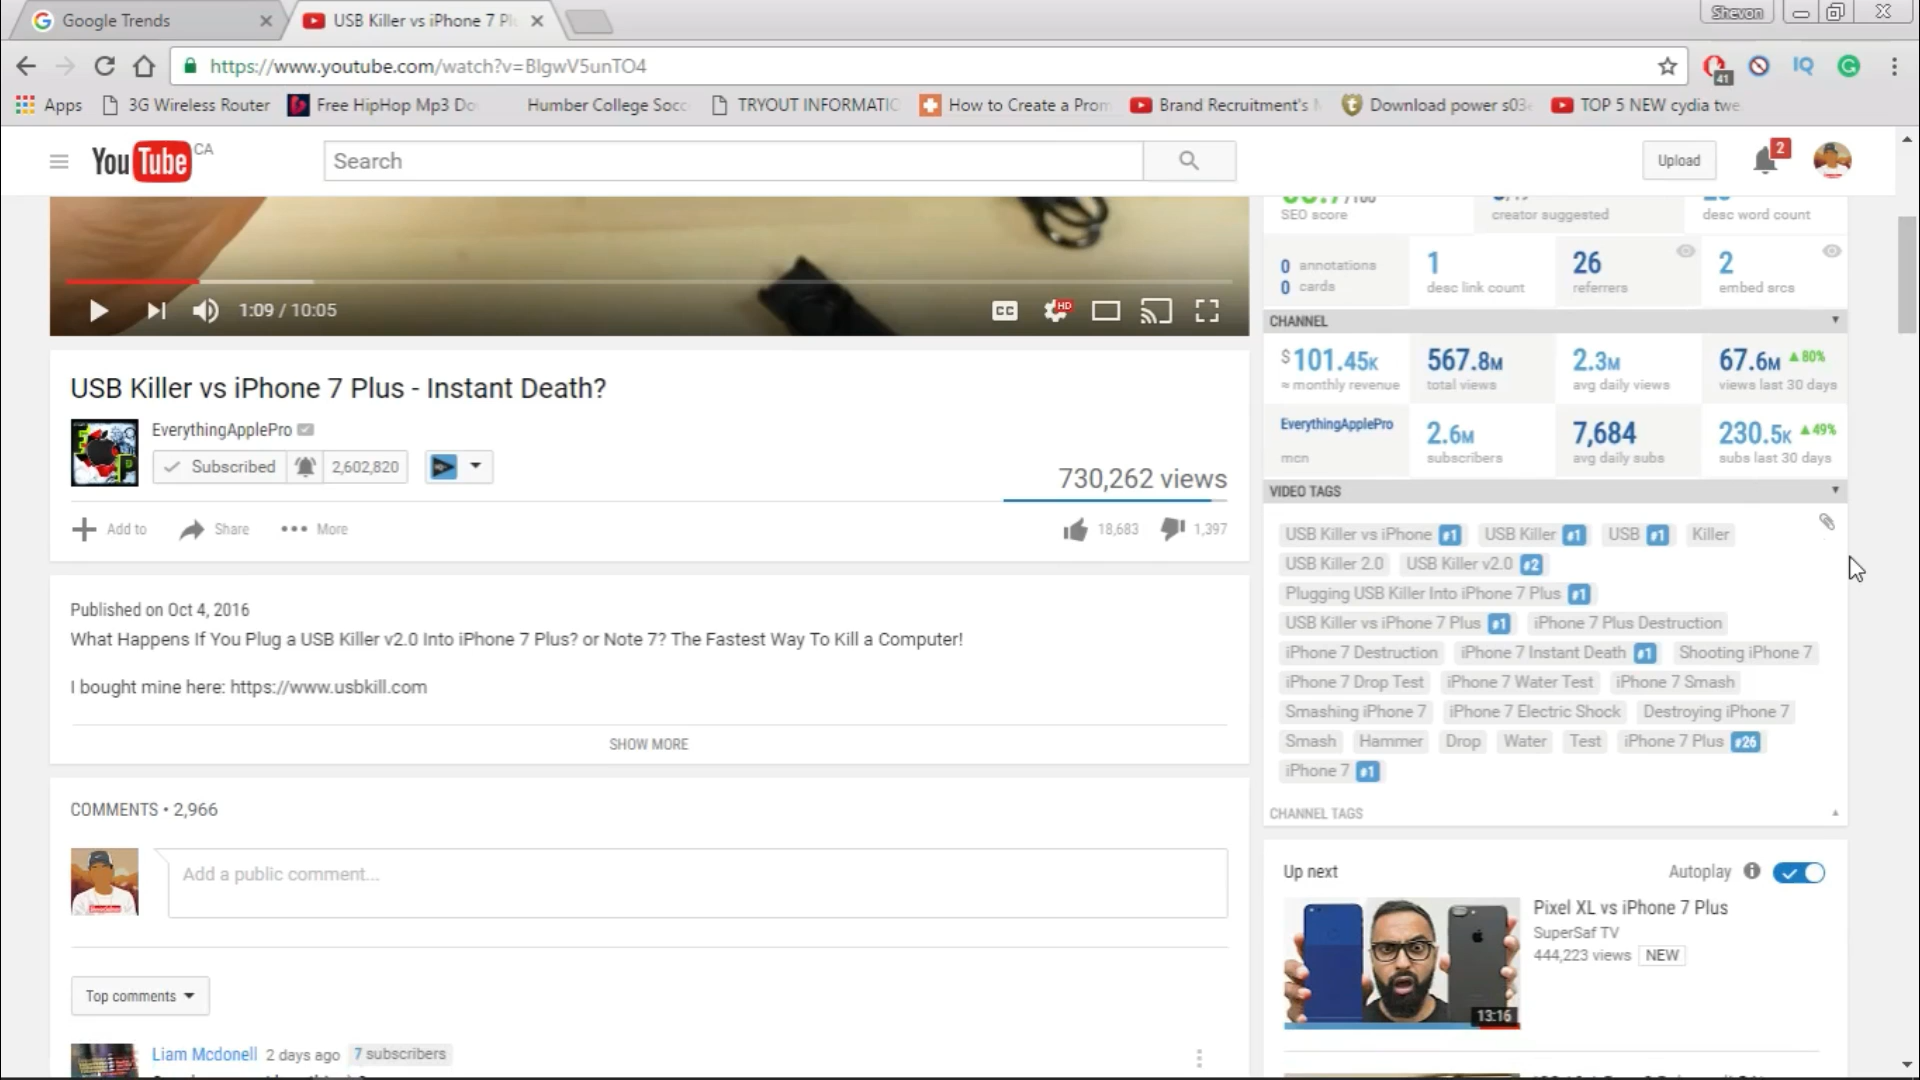 Google Trends
USB Killer vs iPhone 7 Pl
Shevon
https://www.youtube.com/watch?v=BIgwV5unTO4
41
IQ
Apps
3G Wireless Router
Free HipHop Mp3 Do
Humber College Socc
TRYOUT INFORMATIC
How to Create a Prom
Brand Recruitment's
Download power s03e
TOP 5 NEW cydia twe
YouTube CA
Search
Upload
2
SEO score
creator suggested
desc word count
0 annotations
0 cards
1
desc link count
26
referrers
2
embed srcs
1:09 / 10:05
CC
HD
CHANNEL
$101.45K
≈ monthly revenue
567.8M
total views
2.3M
avg daily views
67.6M ▲80%
views last 30 days
EverythingApplePro
mcn
2.6M
subscribers
7,684
avg daily subs
230.5K ▲49%
subs last 30 days
USB Killer vs iPhone 7 Plus - Instant Death?
EverythingApplePro
Subscribed
2,602,820
730,262 views
Add to
Share
More
18,683
1,397
VIDEO TAGS
USB Killer vs iPhone #1 USB Killer #1 USB #1 Killer
USB Killer 2.0 USB Killer v2.0 #2
Plugging USB Killer Into iPhone 7 Plus #1
USB Killer vs iPhone 7 Plus #1 iPhone 7 Plus Destruction
iPhone 7 Destruction iPhone 7 Instant Death #1 Shooting iPhone 7
iPhone 7 Drop Test iPhone 7 Water Test iPhone 7 Smash
Smashing iPhone 7 iPhone 7 Electric Shock Destroying iPhone 7
Smash Hammer Drop Water Test iPhone 7 Plus #26
iPhone 7 #1
CHANNEL TAGS
Published on Oct 4, 2016
What Happens If You Plug a USB Killer v2.0 Into iPhone 7 Plus? or Note 7? The Fastest Way To Kill a Computer!
I bought mine here: https://www.usbkill.com
SHOW MORE
COMMENTS • 2,966
Add a public comment...
Top comments
Liam Mcdonell 2 days ago 7 subscribers
Up next
Autoplay
Pixel XL vs iPhone 7 Plus
SuperSaf TV
444,223 views NEW
13:16